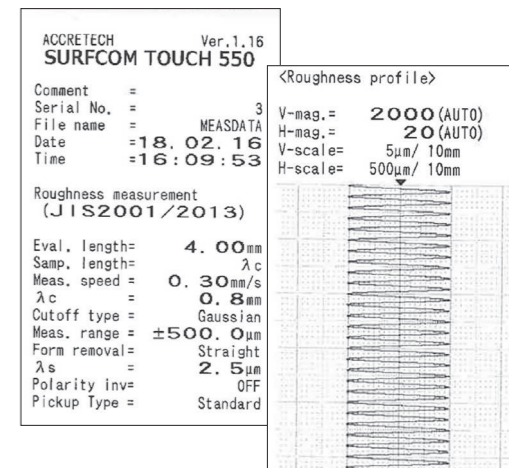 ACCRETECH Ver.1.16
SURFCOM TOUCH 550
Comment =
Serial No. = 3
File name = MEASDATA
Date =18. 02. 16
Time =16:09:53
Roughness measurement
(JIS2001/2013)
Eval. length= 4. 00mm
Samp. length= λc
Meas. speed = 0. 30mm/s
λc = 0. 8mm
Cutoff type = Gaussian
Meas. range = ±500. 0μm
Form removal= Straight
λs = 2. 5μm
Polarity inv= OFF
Pickup Type = Standard
<Roughness profile>
V-mag.= 2000(AUTO)
H-mag.= 20(AUTO)
V-scale= 5μm/ 10mm
H-scale= 500μm/ 10mm